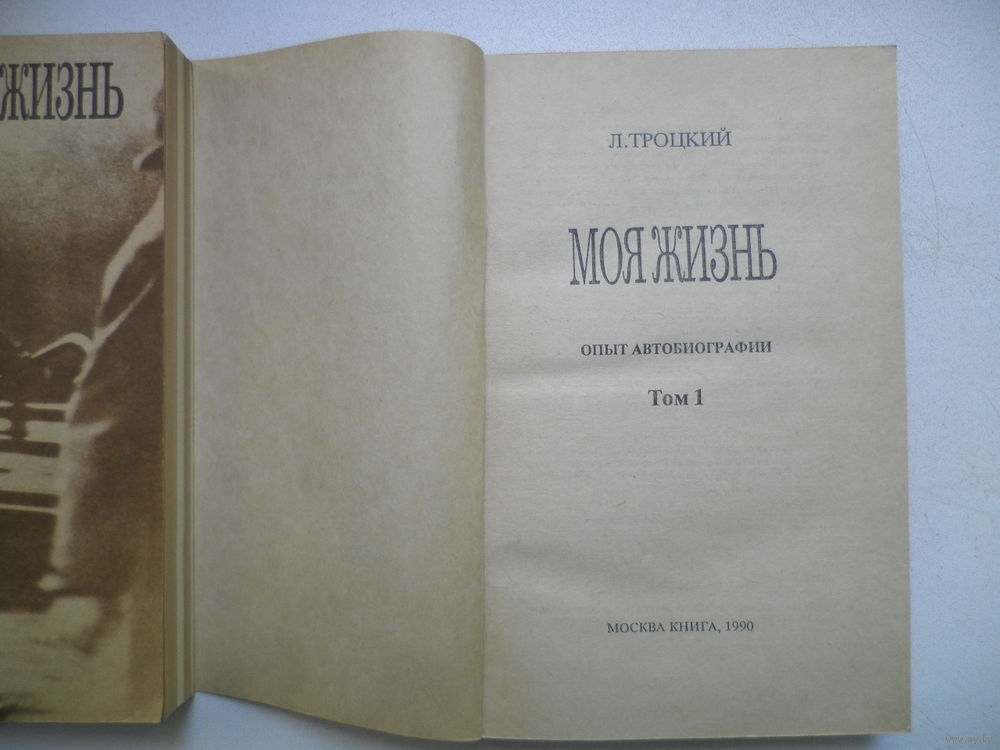 ЖИЗНЬ
Л.ТРОЦКИЙ
МОЯ ЖИЗНЬ
ОПЫТ АВТОБИОГРАФИИ
Том 1
МОСКВА КНИГА, 1990